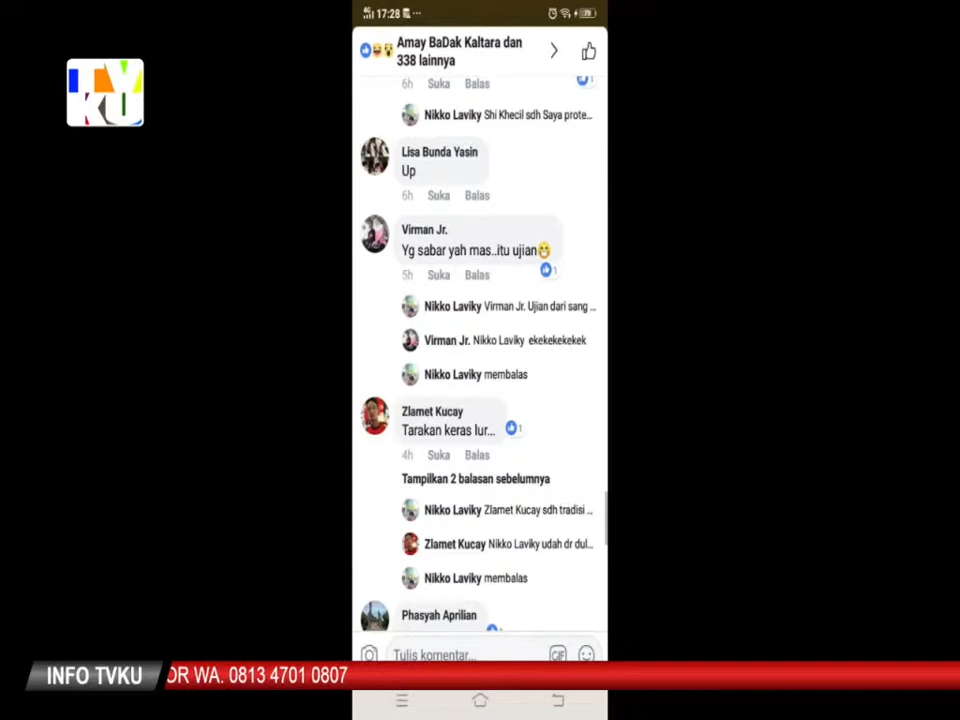 17:28
TVKU
Amay BaDak Kaltara dan
338 lainnya
6h Suka Balas
1
Nikko Laviky Shi Khecil sdh Saya prote...
Lisa Bunda Yasin
Up
6h Suka Balas
Virman Jr.
Yg sabar yah mas..itu ujian😁
1
5h Suka Balas
Nikko Laviky Virman Jr. Ujian dari sang ...
Virman Jr. Nikko Laviky ekekekekekek
Nikko Laviky membalas
Zlamet Kucay
Tarakan keras lur...
1
4h Suka Balas
Tampilkan 2 balasan sebelumnya
Nikko Laviky Zlamet Kucay sdh tradisi ...
Zlamet Kucay Nikko Laviky udah dr dul...
Nikko Laviky membalas
Phasyah Aprilian
Tulis komentar...
GIF
INFO TVKU
OR WA. 0813 4701 0807